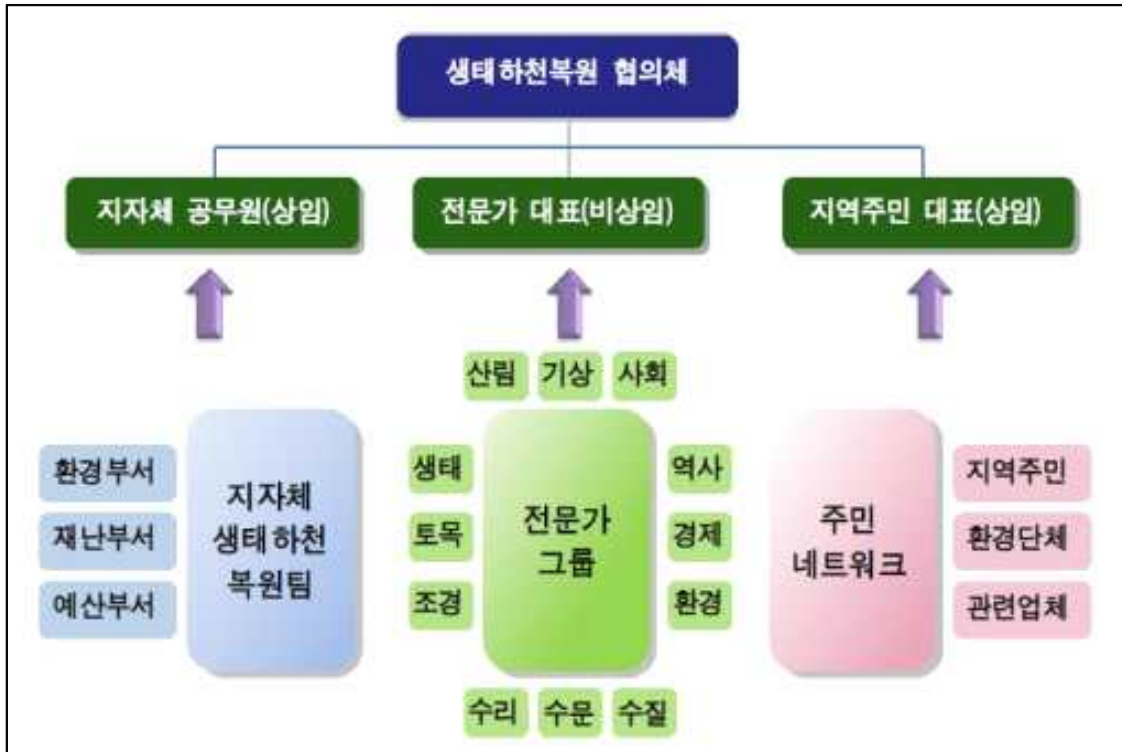 생태하천복원 협의체
지자체 공무원(상임)
전문가 대표(비상임)
지역주민 대표(상임)
산림
기상
사회
환경부서
재난부서
예산부서
지자체
생태하천
복원팀
생태
토목
조경
전문가
그룹
역사
경제
환경
수리
수문
수질
주민
네트워크
지역주민
환경단체
관련업체